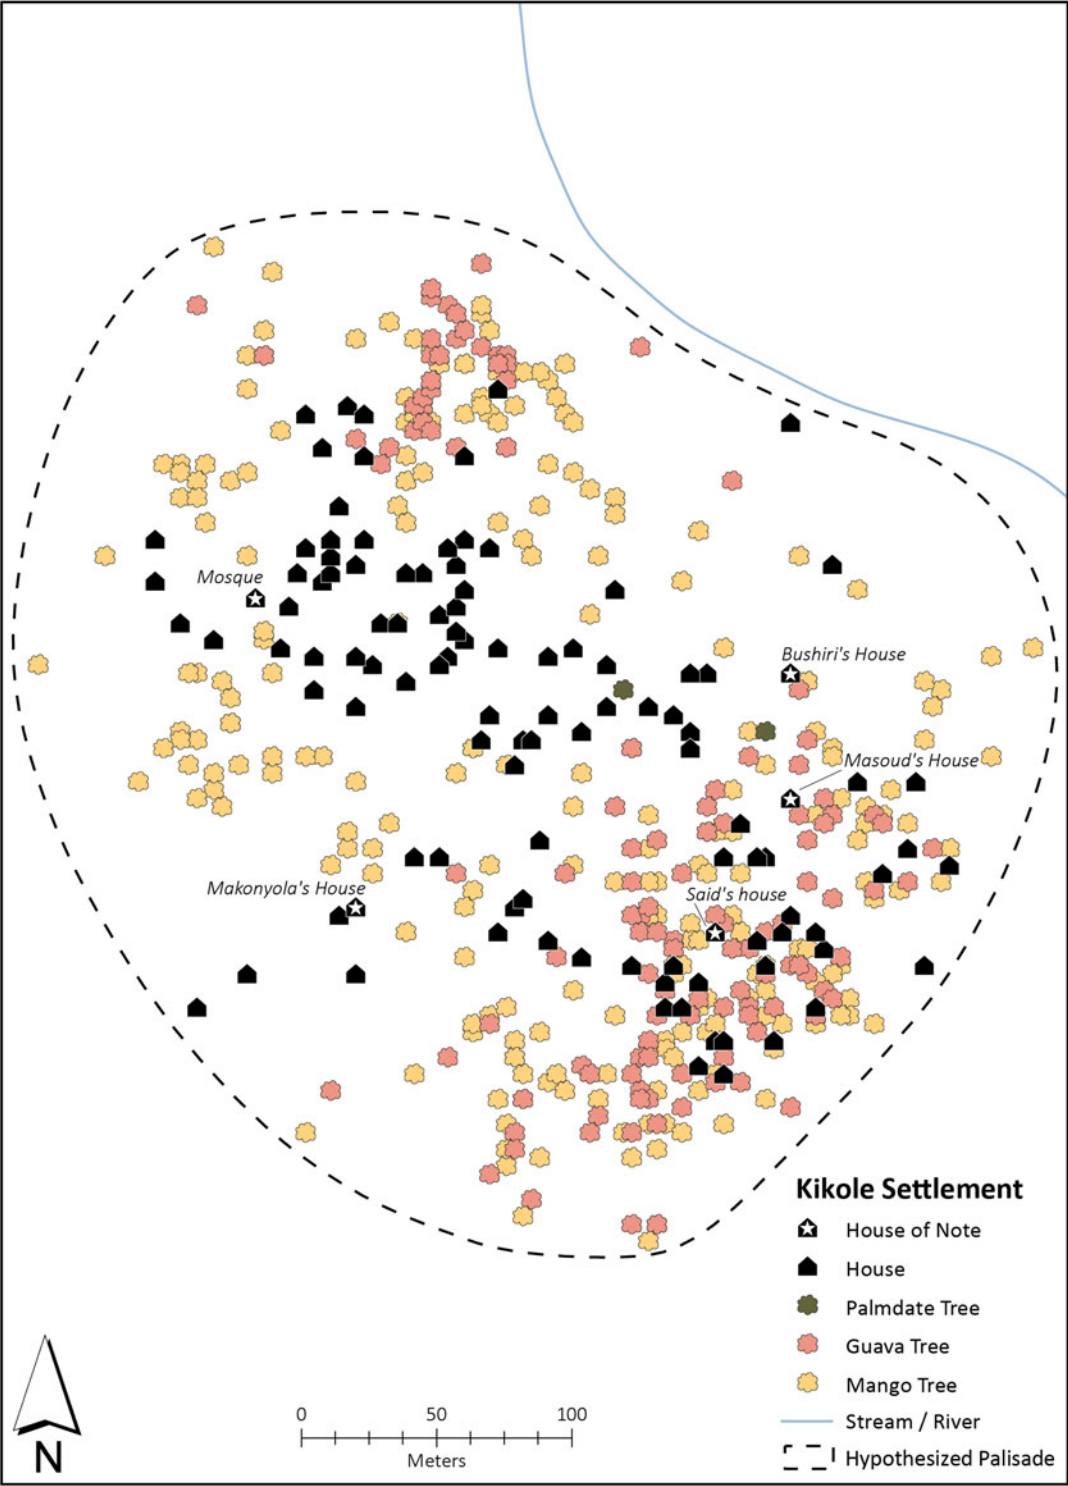 Mosque
Bushiri's House
Masoud's House
Makonyola's House
Said's house
Kikole Settlement
House of Note
House
Palmdate Tree
Guava Tree
Mango Tree
Stream / River
Hypothesized Palisade
0 50 100
Meters
N